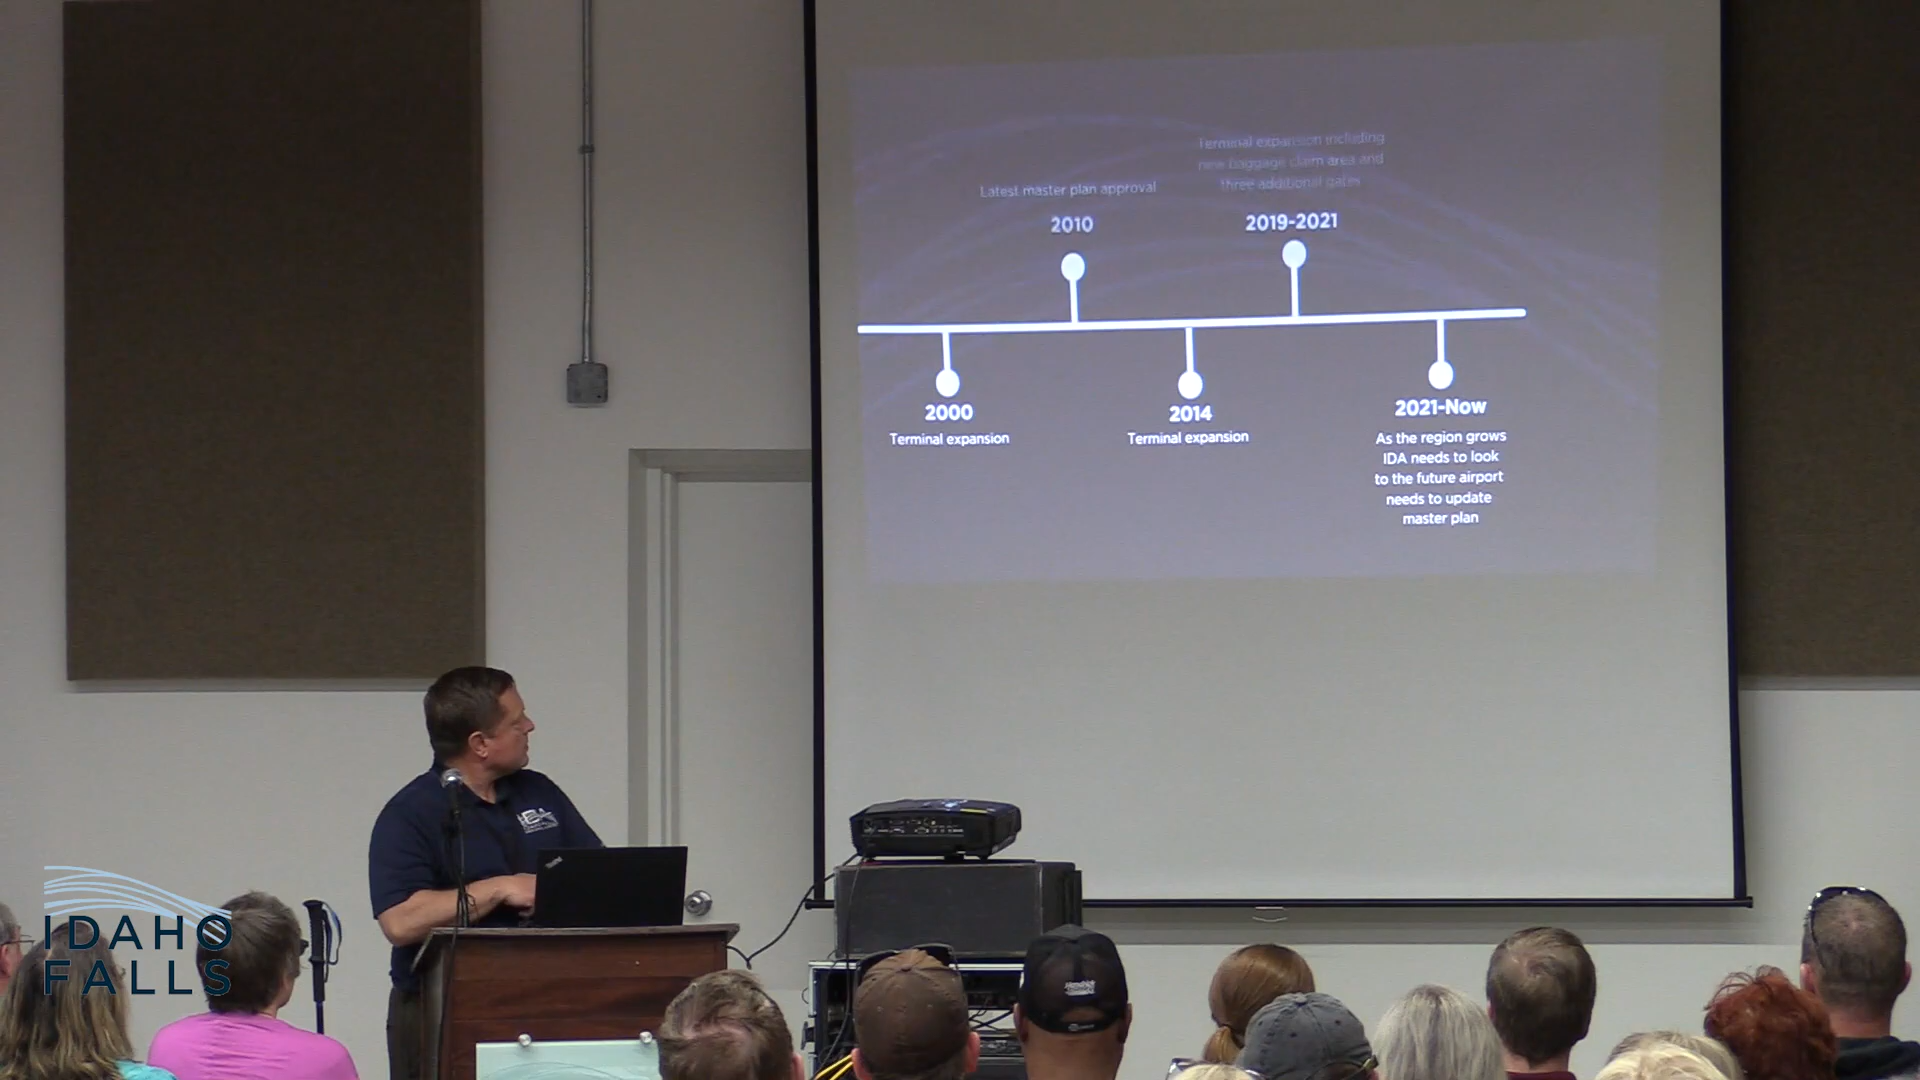 Terminal expansion including
new baggage claim area and
three additional gates
Latest master plan approval
2010
2019-2021
2000
Terminal expansion
2014
Terminal expansion
2021-Now
As the region grows
IDA needs to look
to the future airport
needs to update
master plan
IDA
IDAHO
FALLS